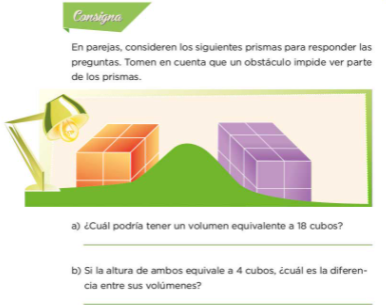 Consigna
En parejas, consideren los siguientes prismas para responder las
preguntas. Tomen en cuenta que un obstáculo impide ver parte
de los prismas.
a) ¿Cuál podría tener un volumen equivalente a 18 cubos?
b) Si la altura de ambos equivale a 4 cubos, ¿cuál es la diferen-
cia entre sus volúmenes?